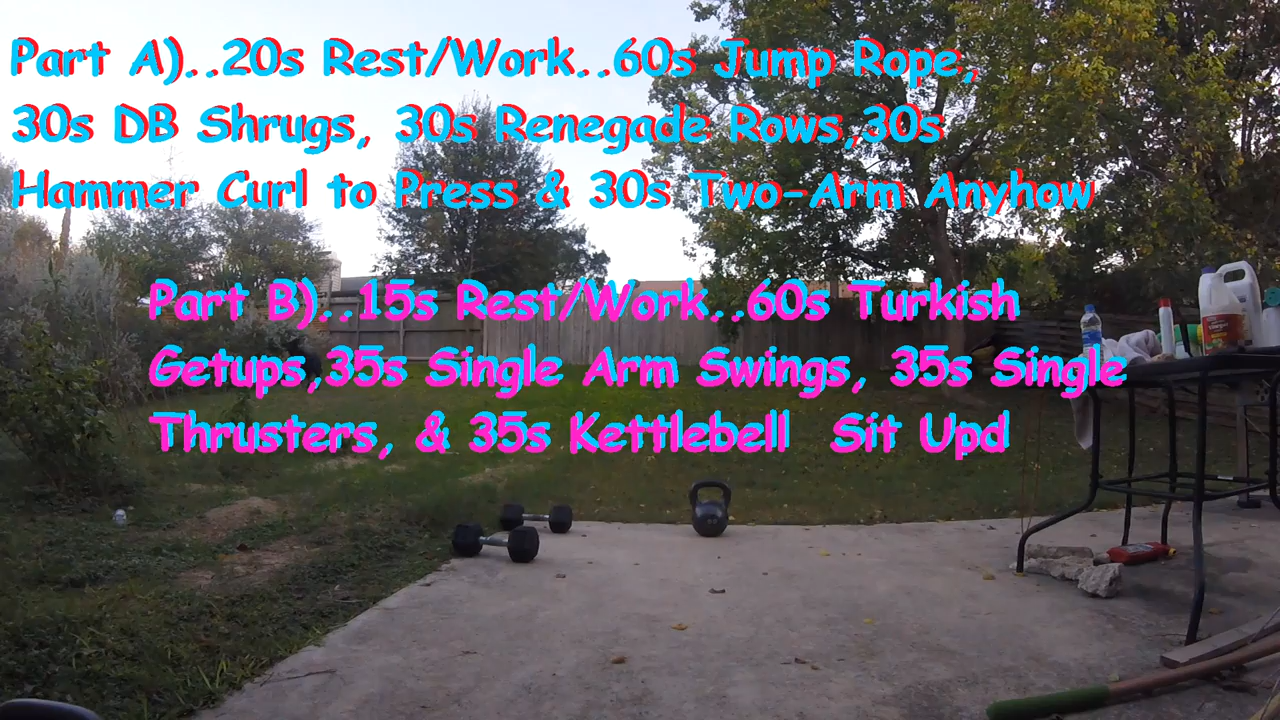 Part A)..20s Rest/Work..60s Jump Rope,
30s DB Shrugs, 30s Renegade Rows,30s
Hammer Curl to Press & 30s Two-Arm Anyhow
Part B)..15s Rest/Work..60s Turkish
Getups,35s Single Arm Swings, 35s Single
Thrusters, & 35s Kettlebell  Sit Upd